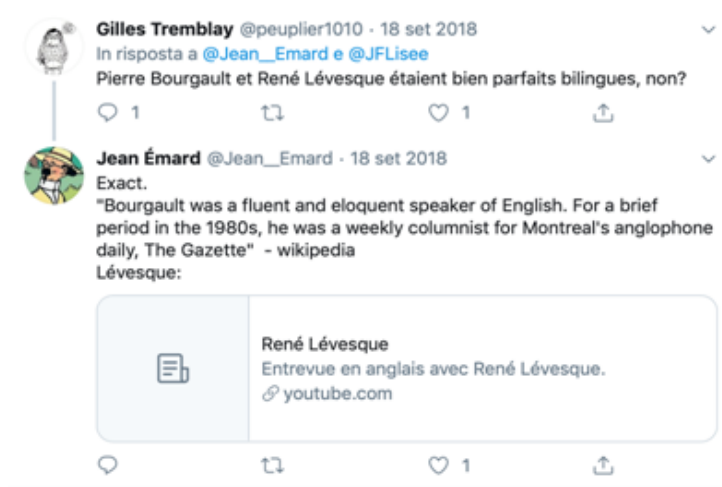 Gilles Tremblay @peuplier1010 · 18 set 2018
In risposta a @Jean__Emard e @JFLisee
Pierre Bourgault et René Lévesque étaient bien parfaits bilingues, non?
1 1
Jean Émard @Jean__Emard · 18 set 2018
Exact.
"Bourgault was a fluent and eloquent speaker of English. For a brief
period in the 1980s, he was a weekly columnist for Montreal's anglophone
daily, The Gazette" - wikipedia
Lévesque:
René Lévesque
Entrevue en anglais avec René Lévesque.
youtube.com
1